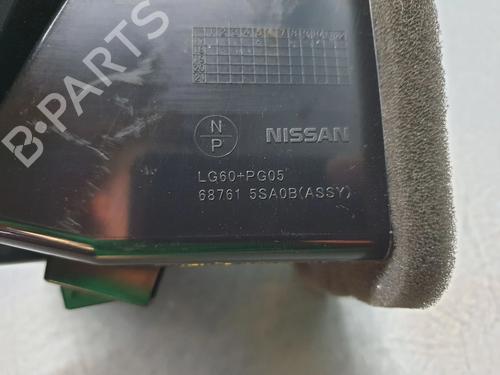 B-PARTS
N
P
NISSAN
LG60+PG05
68761 5SA0B(ASSY)